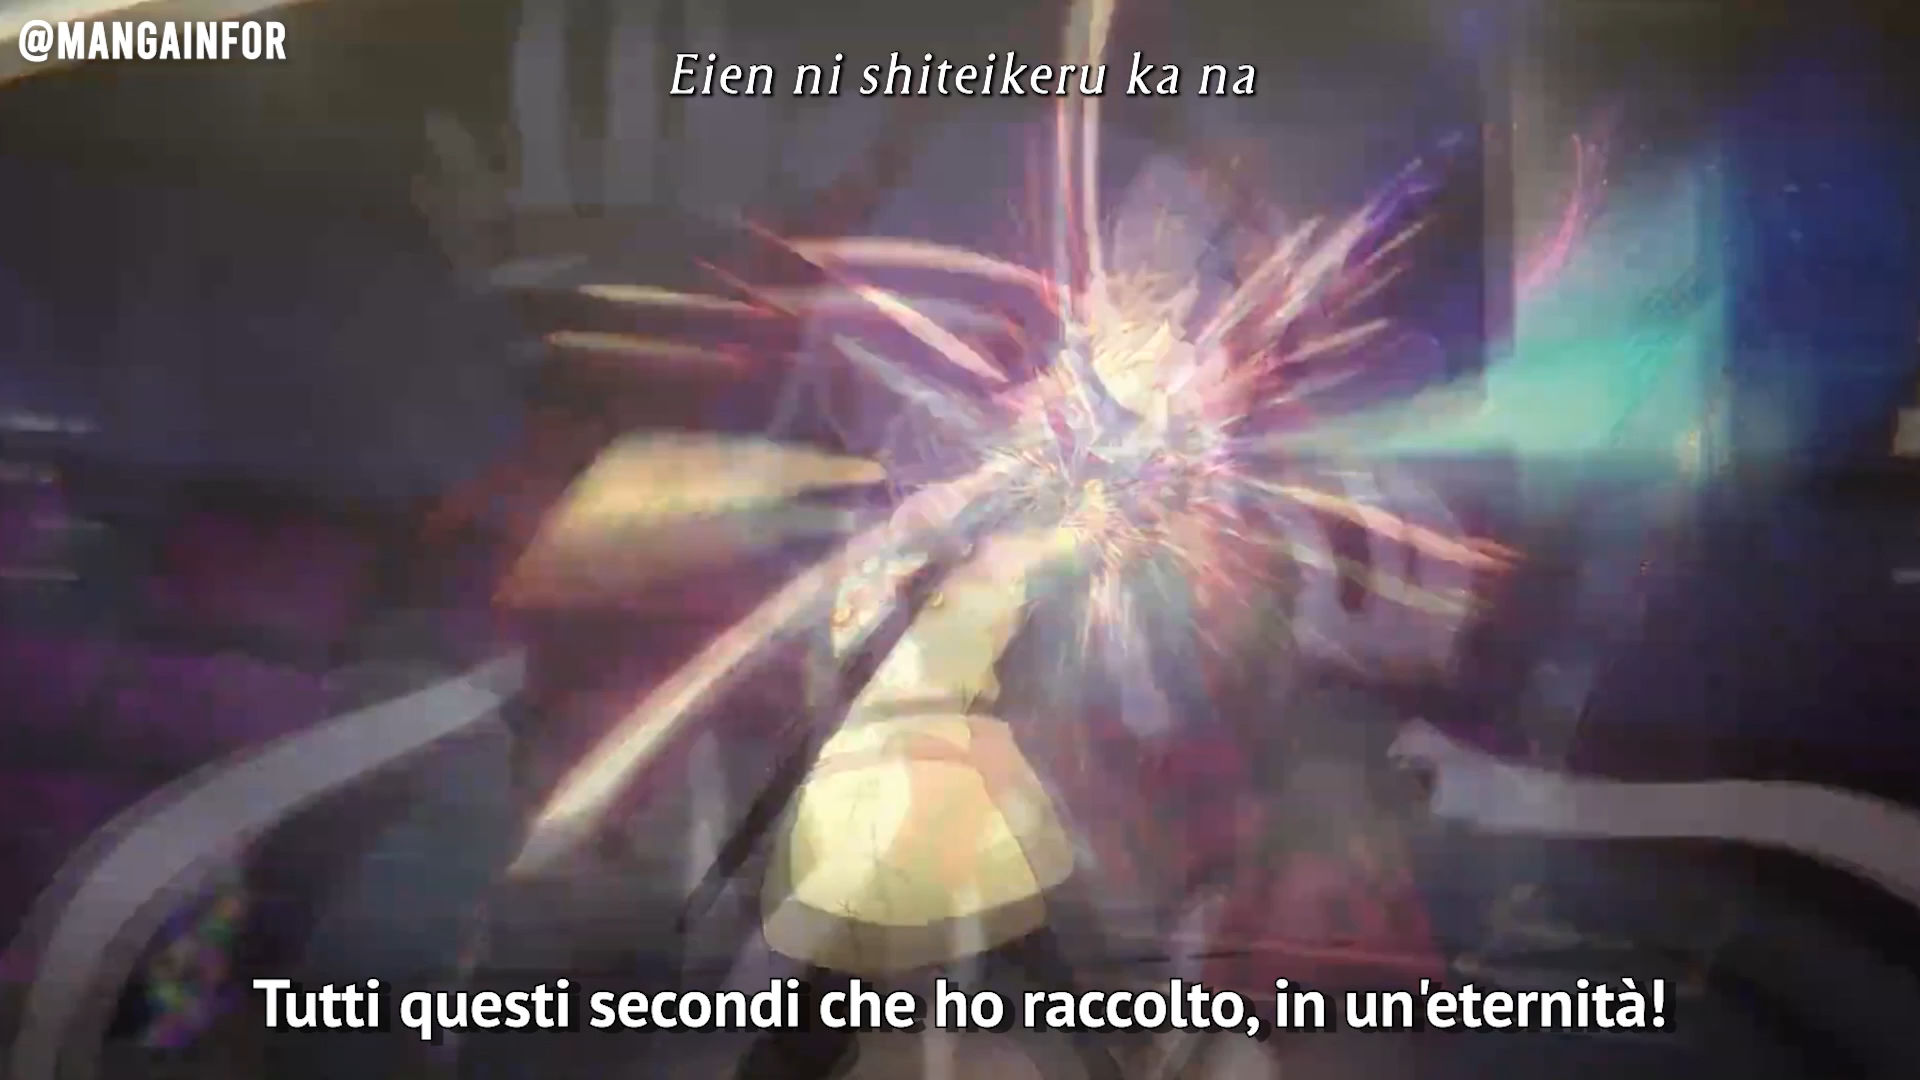 @MANGAINFOR
Eien ni shiteikeru ka na
Tutti questi secondi che ho raccolto, in un'eternità!